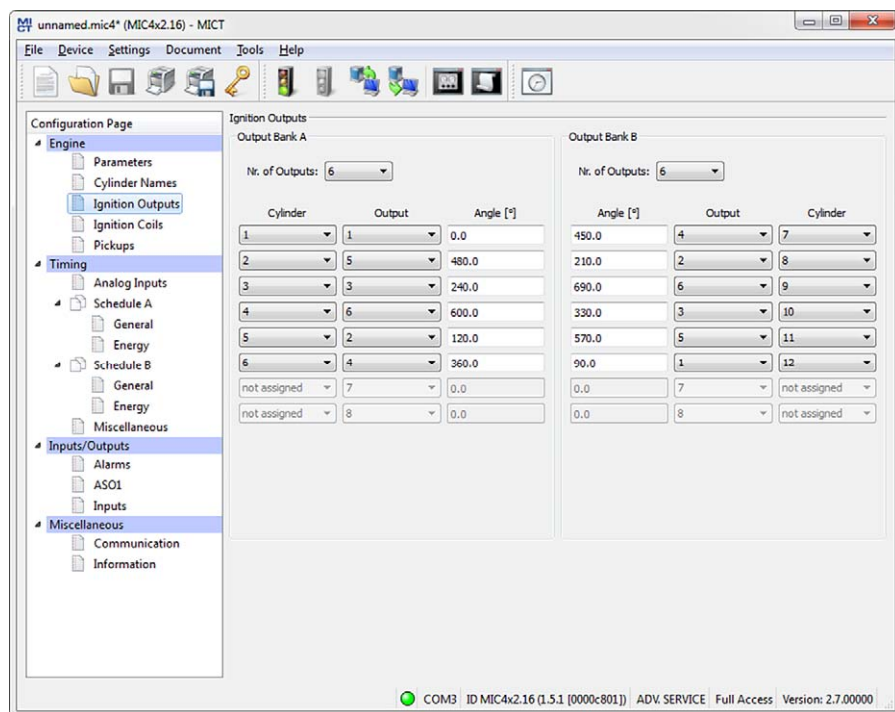 MICT unnamed.mic4* (MIC4x2.16) - MICT
File Device Settings Document Tools Help
Configuration Page
Engine
Parameters
Cylinder Names
Ignition Outputs
Ignition Coils
Pickups
Timing
Analog Inputs
Schedule A
General
Energy
Schedule B
General
Energy
Miscellaneous
Inputs/Outputs
Alarms
ASO1
Inputs
Miscellaneous
Communication
Information
Ignition Outputs
Output Bank A
Nr. of Outputs: 6
Cylinder Output Angle [°]
1 1 0.0
2 5 480.0
3 3 240.0
4 6 600.0
5 2 120.0
6 4 360.0
not assigned 7 0.0
not assigned 8 0.0
Output Bank B
Nr. of Outputs: 6
Angle [°] Output Cylinder
450.0 4 7
210.0 2 8
690.0 6 9
330.0 3 10
570.0 5 11
90.0 1 12
0.0 7 not assigned
0.0 8 not assigned
COM3 ID MIC4x2.16 (1.5.1 [0000c801]) ADV. SERVICE Full Access Version: 2.7.00000